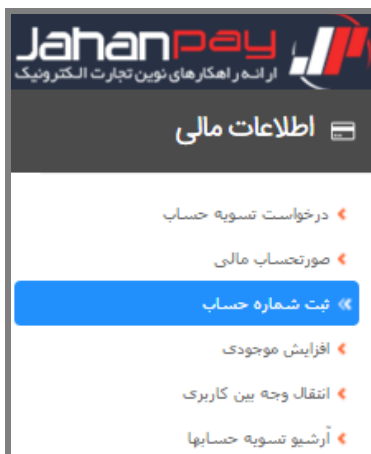 JahanPay
ارائه راهکارهای نوین تجارت الکترونیک
اطلاعات مالی
درخواست تسویه حساب
صورتحساب مالی
ثبت شماره حساب
افزایش موجودی
انتقال وجه بین کاربری
آرشیو تسویه حسابها